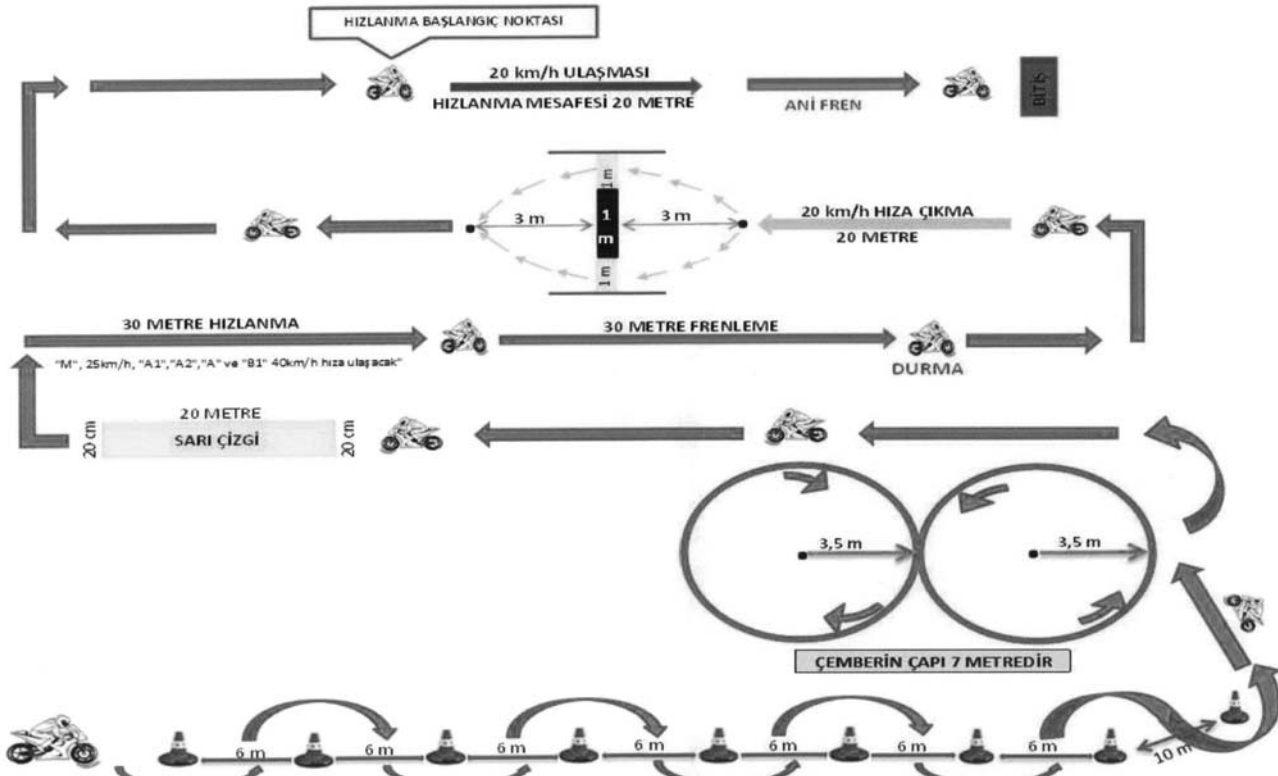 HIZLANMA BAŞLANGIÇ NOKTASI
20 km/h ULAŞMASI
HIZLANMA MESAFESİ 20 METRE
ANİ FREN
BİTİŞ
1m
3 m
1 m
3 m
1 m
20 km/h HIZA ÇIKMA
20 METRE
30 METRE HIZLANMA
30 METRE FRENLEME
"M", 25km/h, "A1","A2","A" ve "B1" 40km/h hıza ulaşacak"
DURMA
20 METRE
20 cm
SARI ÇİZGİ
20 cm
3,5 m
3,5 m
ÇEMBERİN ÇAPI 7 METREDİR
6 m
6 m
6 m
6 m
6 m
6 m
6 m
10 m